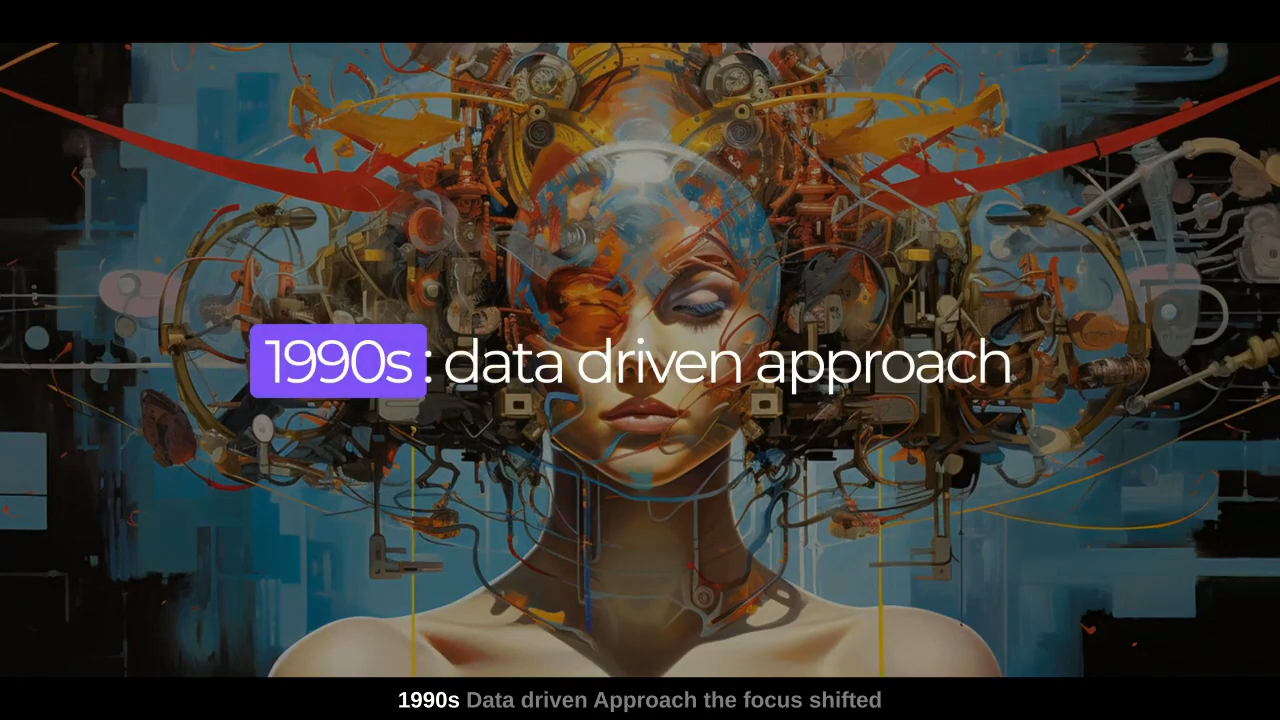 1990s : data driven approach
1990s Data driven Approach the focus shifted